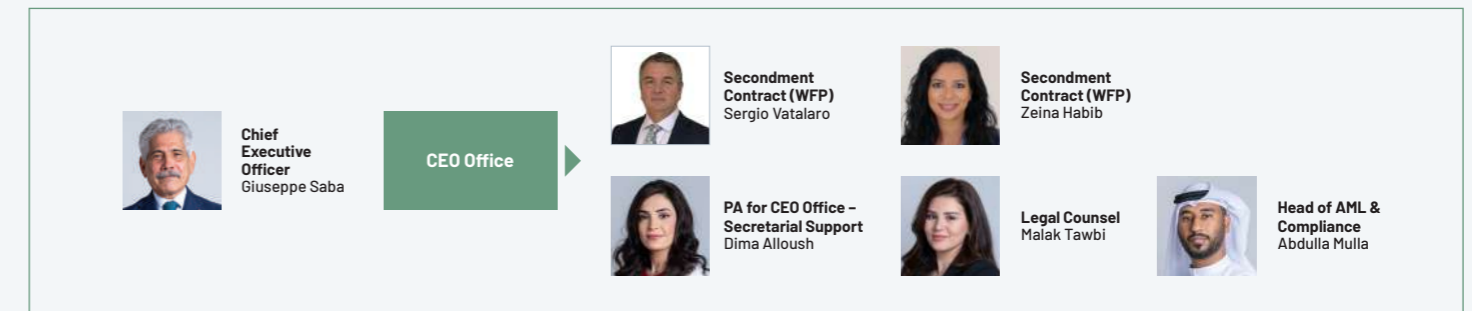 Chief
Executive
Officer
Giuseppe Saba
CEO Office
Secondment
Contract (WFP)
Sergio Vatalaro
Secondment
Contract (WFP)
Zeina Habib
PA for CEO Office –
Secretarial Support
Dima Alloush
Legal Counsel
Malak Tawbi
Head of AML &
Compliance
Abdulla Mulla